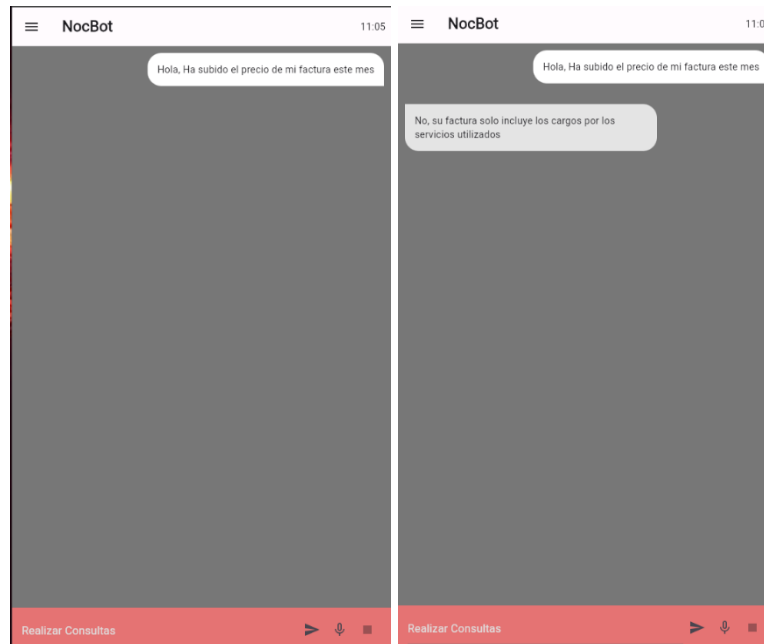 NocBot
11:05
Hola, Ha subido el precio de mi factura este mes
Realizar Consultas
NocBot
11:0
Hola, Ha subido el precio de mi factura este mes
No, su factura solo incluye los cargos por los
servicios utilizados
Realizar Consultas